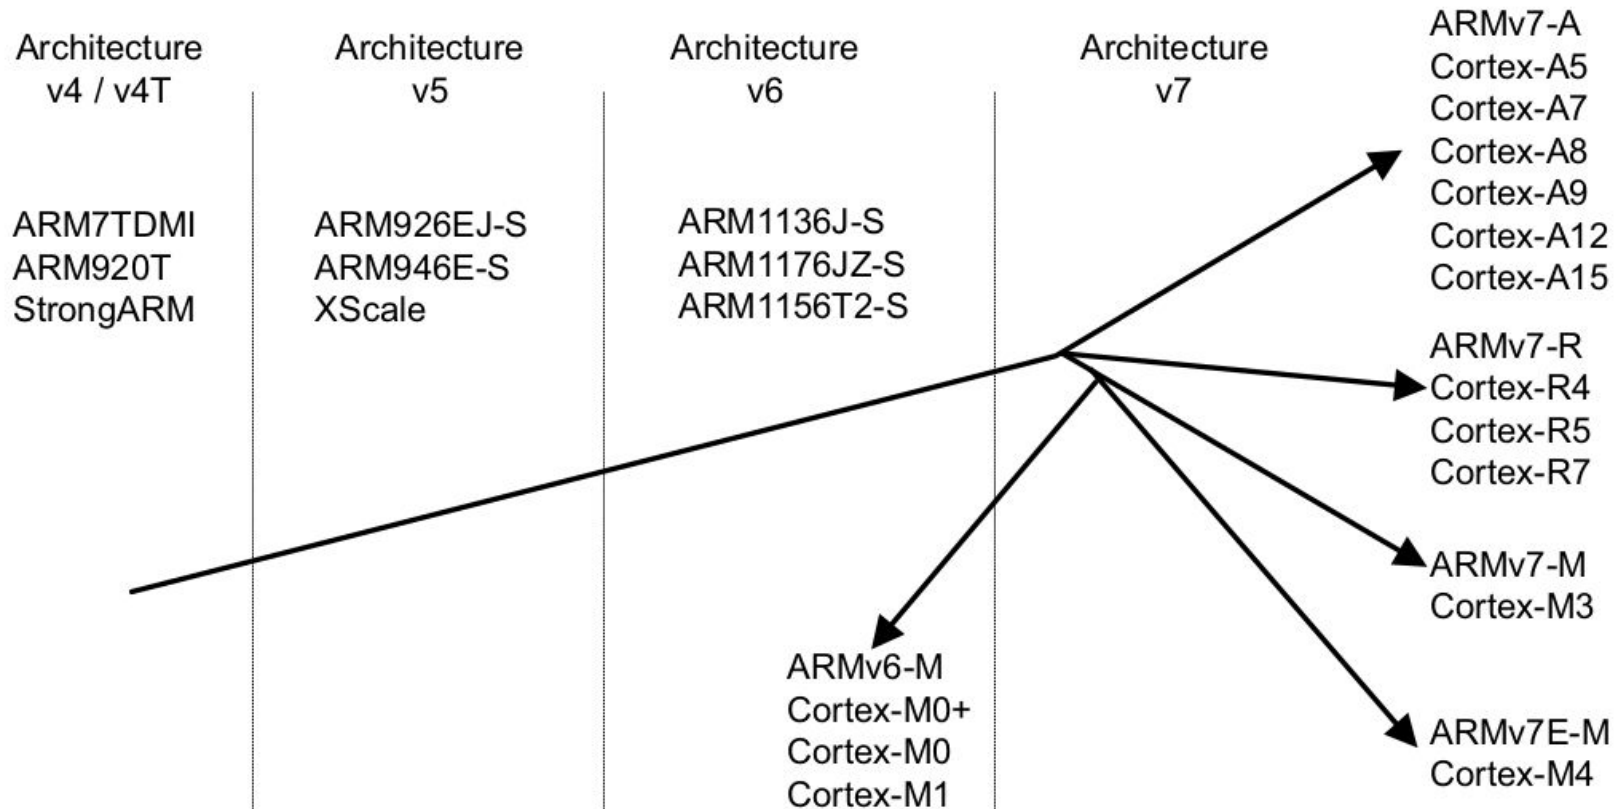 Architecture
v4 / v4T
Architecture
v5
Architecture
v6
Architecture
v7
ARM7TDMI
ARM920T
StrongARM
ARM926EJ-S
ARM946E-S
XScale
ARM1136J-S
ARM1176JZ-S
ARM1156T2-S
ARMv7-A
Cortex-A5
Cortex-A7
Cortex-A8
Cortex-A9
Cortex-A12
Cortex-A15
ARMv7-R
Cortex-R4
Cortex-R5
Cortex-R7
ARMv7-M
Cortex-M3
ARMv6-M
Cortex-M0+
Cortex-M0
Cortex-M1
ARMv7E-M
Cortex-M4